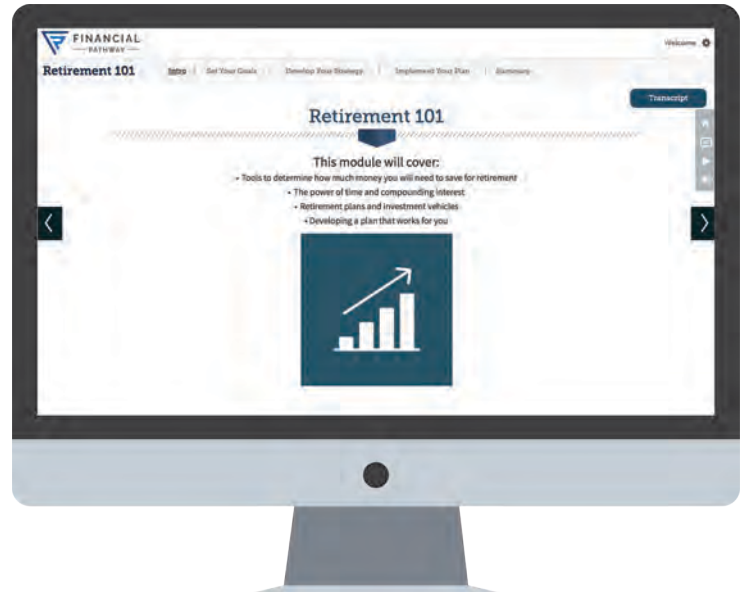 FINANCIAL
PATHWAY
Welcome
Retirement 101
Intro | Set Your Goals | Develop Your Strategy | Implement Your Plan | Summary
Transcript
Retirement 101
This module will cover:
• Tools to determine how much money you will need to save for retirement
• The power of time and compounding interest
• Retirement plans and investment vehicles
• Developing a plan that works for you